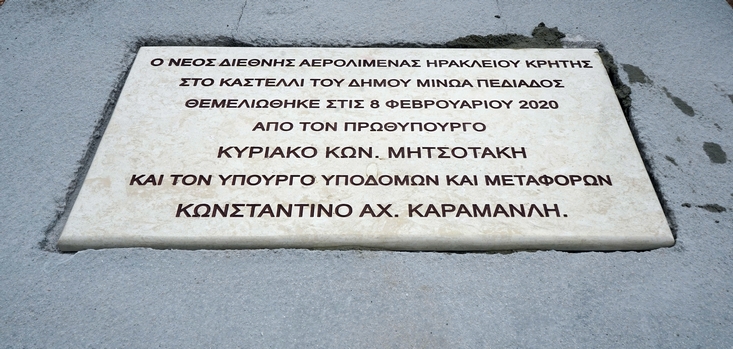 Ο ΝΕΟΣ ΔΙΕΘΝΗΣ ΑΕΡΟΛΙΜΕΝΑΣ ΗΡΑΚΛΕΙΟΥ ΚΡΗΤΗΣ
ΣΤΟ ΚΑΣΤΕΛΛΙ ΤΟΥ ΔΗΜΟΥ ΜΙΝΩΑ ΠΕΔΙΑΔΟΣ
ΘΕΜΕΛΙΩΘΗΚΕ ΣΤΙΣ 8 ΦΕΒΡΟΥΑΡΙΟΥ 2020
ΑΠΟ ΤΟΝ ΠΡΩΘΥΠΟΥΡΓΟ
ΚΥΡΙΑΚΟ ΚΩΝ. ΜΗΤΣΟΤΑΚΗ
ΚΑΙ ΤΟΝ ΥΠΟΥΡΓΟ ΥΠΟΔΟΜΩΝ ΚΑΙ ΜΕΤΑΦΟΡΩΝ
ΚΩΝΣΤΑΝΤΙΝΟ ΑΧ. ΚΑΡΑΜΑΝΛΗ.